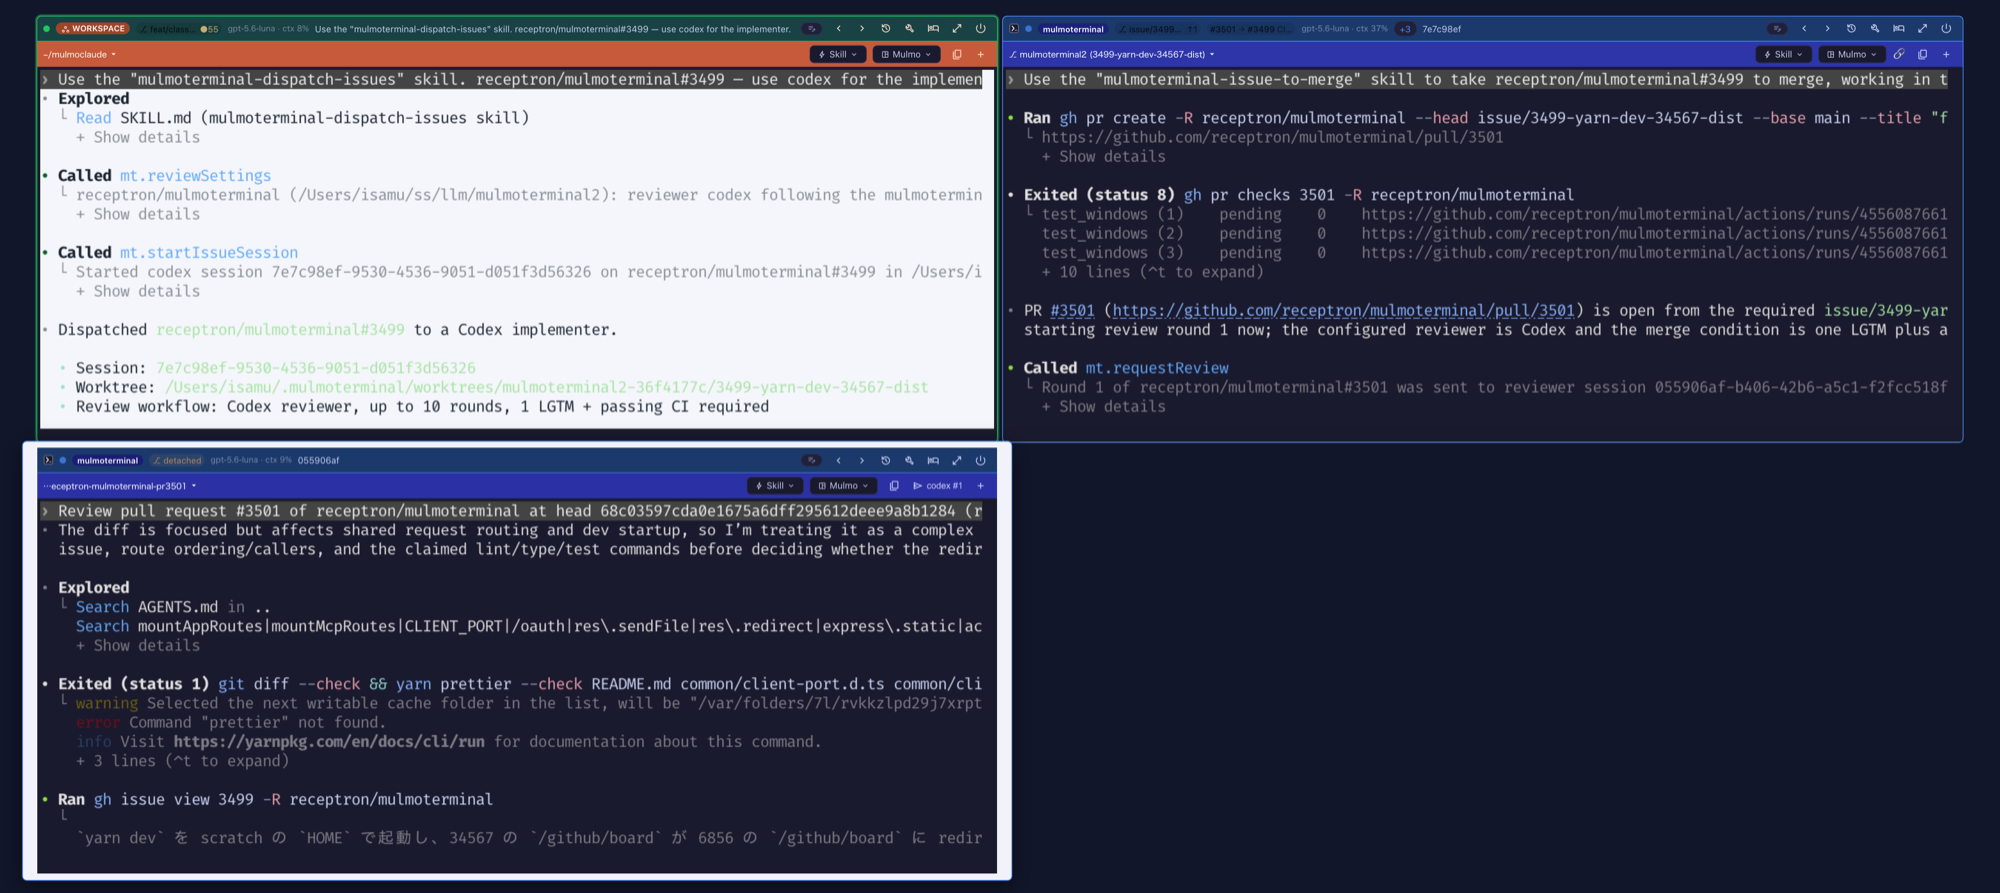 WORKSPACE feat/class... 55 gpt-5.6-luna · ctx 8% Use the "mulmoterminal-dispatch-issues" skill. receptron/mulmoterminal#3499 — use codex for the implementer.
~/mulmoclaude Skill Mulmo +
› Use the "mulmoterminal-dispatch-issues" skill. receptron/mulmoterminal#3499 — use codex for the implemen
• Explored
└ Read SKILL.md (mulmoterminal-dispatch-issues skill)
+ Show details
• Called mt.reviewSettings
└ receptron/mulmoterminal (/Users/isamu/ss/llm/mulmoterminal2): reviewer codex following the mulmotermin
+ Show details
• Called mt.startIssueSession
└ Started codex session 7e7c98ef-9530-4536-9051-d051f3d56326 on receptron/mulmoterminal#3499 in /Users/i
+ Show details
• Dispatched receptron/mulmoterminal#3499 to a Codex implementer.
• Session: 7e7c98ef-9530-4536-9051-d051f3d56326
• Worktree: /Users/isamu/.mulmoterminal/worktrees/mulmoterminal2-36f4177c/3499-yarn-dev-34567-dist
• Review workflow: Codex reviewer, up to 10 rounds, 1 LGTM + passing CI required
mulmoterminal issue/3499... ↑1 #3501 → #3499 Cl... gpt-5.6-luna · ctx 37% +3 7e7c98ef
mulmoterminal2 (3499-yarn-dev-34567-dist) Skill Mulmo +
› Use the "mulmoterminal-issue-to-merge" skill to take receptron/mulmoterminal#3499 to merge, working in t
• Ran gh pr create -R receptron/mulmoterminal --head issue/3499-yarn-dev-34567-dist --base main --title "f
└ https://github.com/receptron/mulmoterminal/pull/3501
+ Show details
• Exited (status 8) gh pr checks 3501 -R receptron/mulmoterminal
└ test_windows (1) pending 0 https://github.com/receptron/mulmoterminal/actions/runs/4556087661
test_windows (2) pending 0 https://github.com/receptron/mulmoterminal/actions/runs/4556087661
test_windows (3) pending 0 https://github.com/receptron/mulmoterminal/actions/runs/4556087661
+ 10 lines (^t to expand)
• PR #3501 (https://github.com/receptron/mulmoterminal/pull/3501) is open from the required issue/3499-yar
starting review round 1 now; the configured reviewer is Codex and the merge condition is one LGTM plus a
• Called mt.requestReview
└ Round 1 of receptron/mulmoterminal#3501 was sent to reviewer session 055906af-b406-42b6-a5c1-f2fcc518f
+ Show details
mulmoterminal detached gpt-5.6-luna · ctx 9% 055906af
···eceptron-mulmoterminal-pr3501 Skill Mulmo codex #1 +
› Review pull request #3501 of receptron/mulmoterminal at head 68c03597cda0e1675a6dff295612deee9a8b1284 (r
• The diff is focused but affects shared request routing and dev startup, so I’m treating it as a complex
issue, route ordering/callers, and the claimed lint/type/test commands before deciding whether the redir
• Explored
└ Search AGENTS.md in ..
Search mountAppRoutes|mountMcpRoutes|CLIENT_PORT|/oauth|res\.sendFile|res\.redirect|express\.static|ac
+ Show details
• Exited (status 1) git diff --check && yarn prettier --check README.md common/client-port.d.ts common/cli
└ warning Selected the next writable cache folder in the list, will be "/var/folders/7l/rvkkzlpd29j7xrpt
error Command "prettier" not found.
info Visit https://yarnpkg.com/en/docs/cli/run for documentation about this command.
+ 3 lines (^t to expand)
• Ran gh issue view 3499 -R receptron/mulmoterminal
└
`yarn dev` を scratch の `HOME` で起動し、34567 の `/github/board` が 6856 の `/github/board` に redir